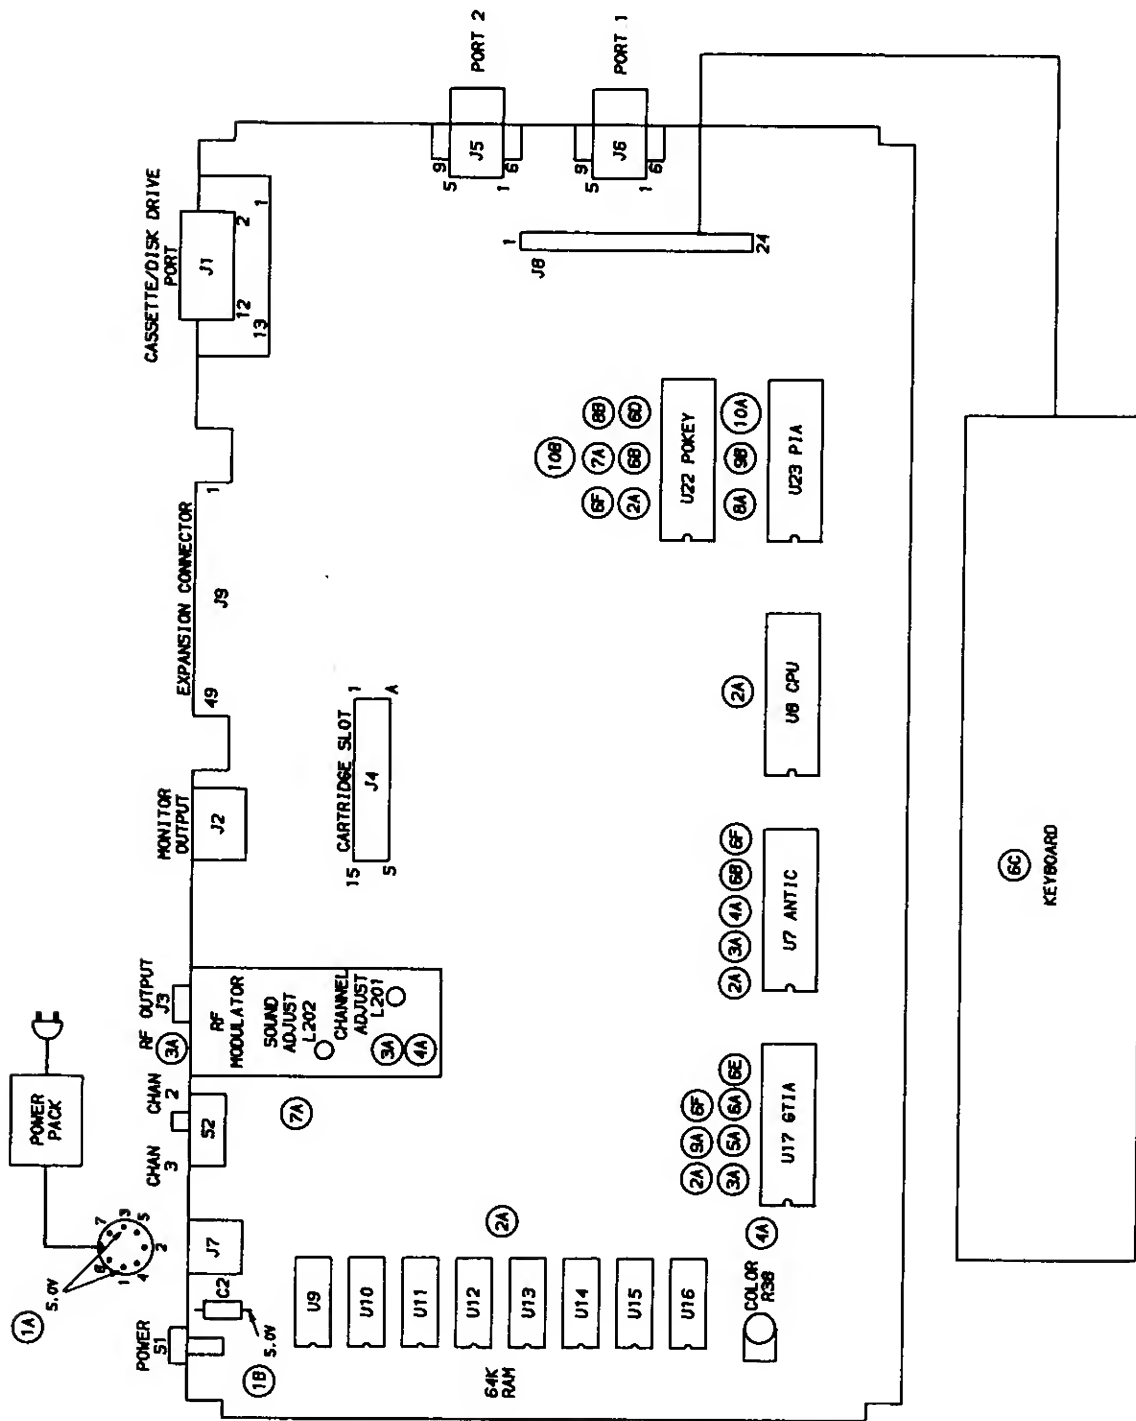 1A
5.0V
POWER PACK
7
6
3
1
5
4
2
POWER
S1
1B
5.0V
C2
J7
CHAN
3
CHAN
2
S2
3A
RF OUTPUT
J3
RF
MODULATOR
SOUND
ADJUST
L202
CHANNEL
ADJUST
L201
3A
4A
7A
MONITOR
OUTPUT
J2
EXPANSION CONNECTOR
49
J9
1
CASSETTE/DISK DRIVE
PORT
J1
12
2
13
1
CARTRIDGE SLOT
15
1
J4
S
A
PORT 2
J5
9
5
1
6
PORT 1
J6
9
5
1
6
1
J8
24
64K
RAM
U9
U10
U11
U12
U13
U14
U15
U16
2A
COLOR
R38
4A
2A
9A
6F
3A
5A
6A
6E
U17 GTIA
2A
3A
4A
6B
6F
U7 ANTIC
2A
U8 CPU
10B
6F
7A
8B
2A
6B
6D
U22 POKEY
8A
9B
10A
U23 PIA
6C
KEYBOARD